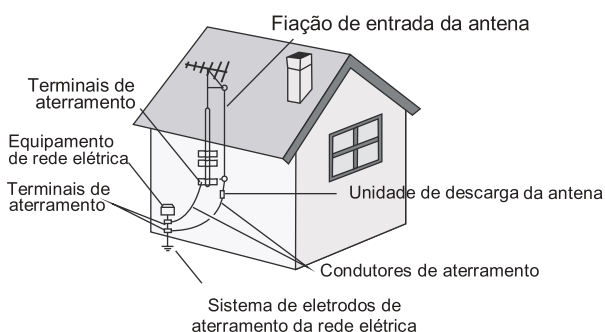 Fiação de entrada da antena
Terminais de
aterramento
Equipamento
de rede elétrica
Terminais de
aterramento
Unidade de descarga da antena
Condutores de aterramento
Sistema de eletrodos de
aterramento da rede elétrica